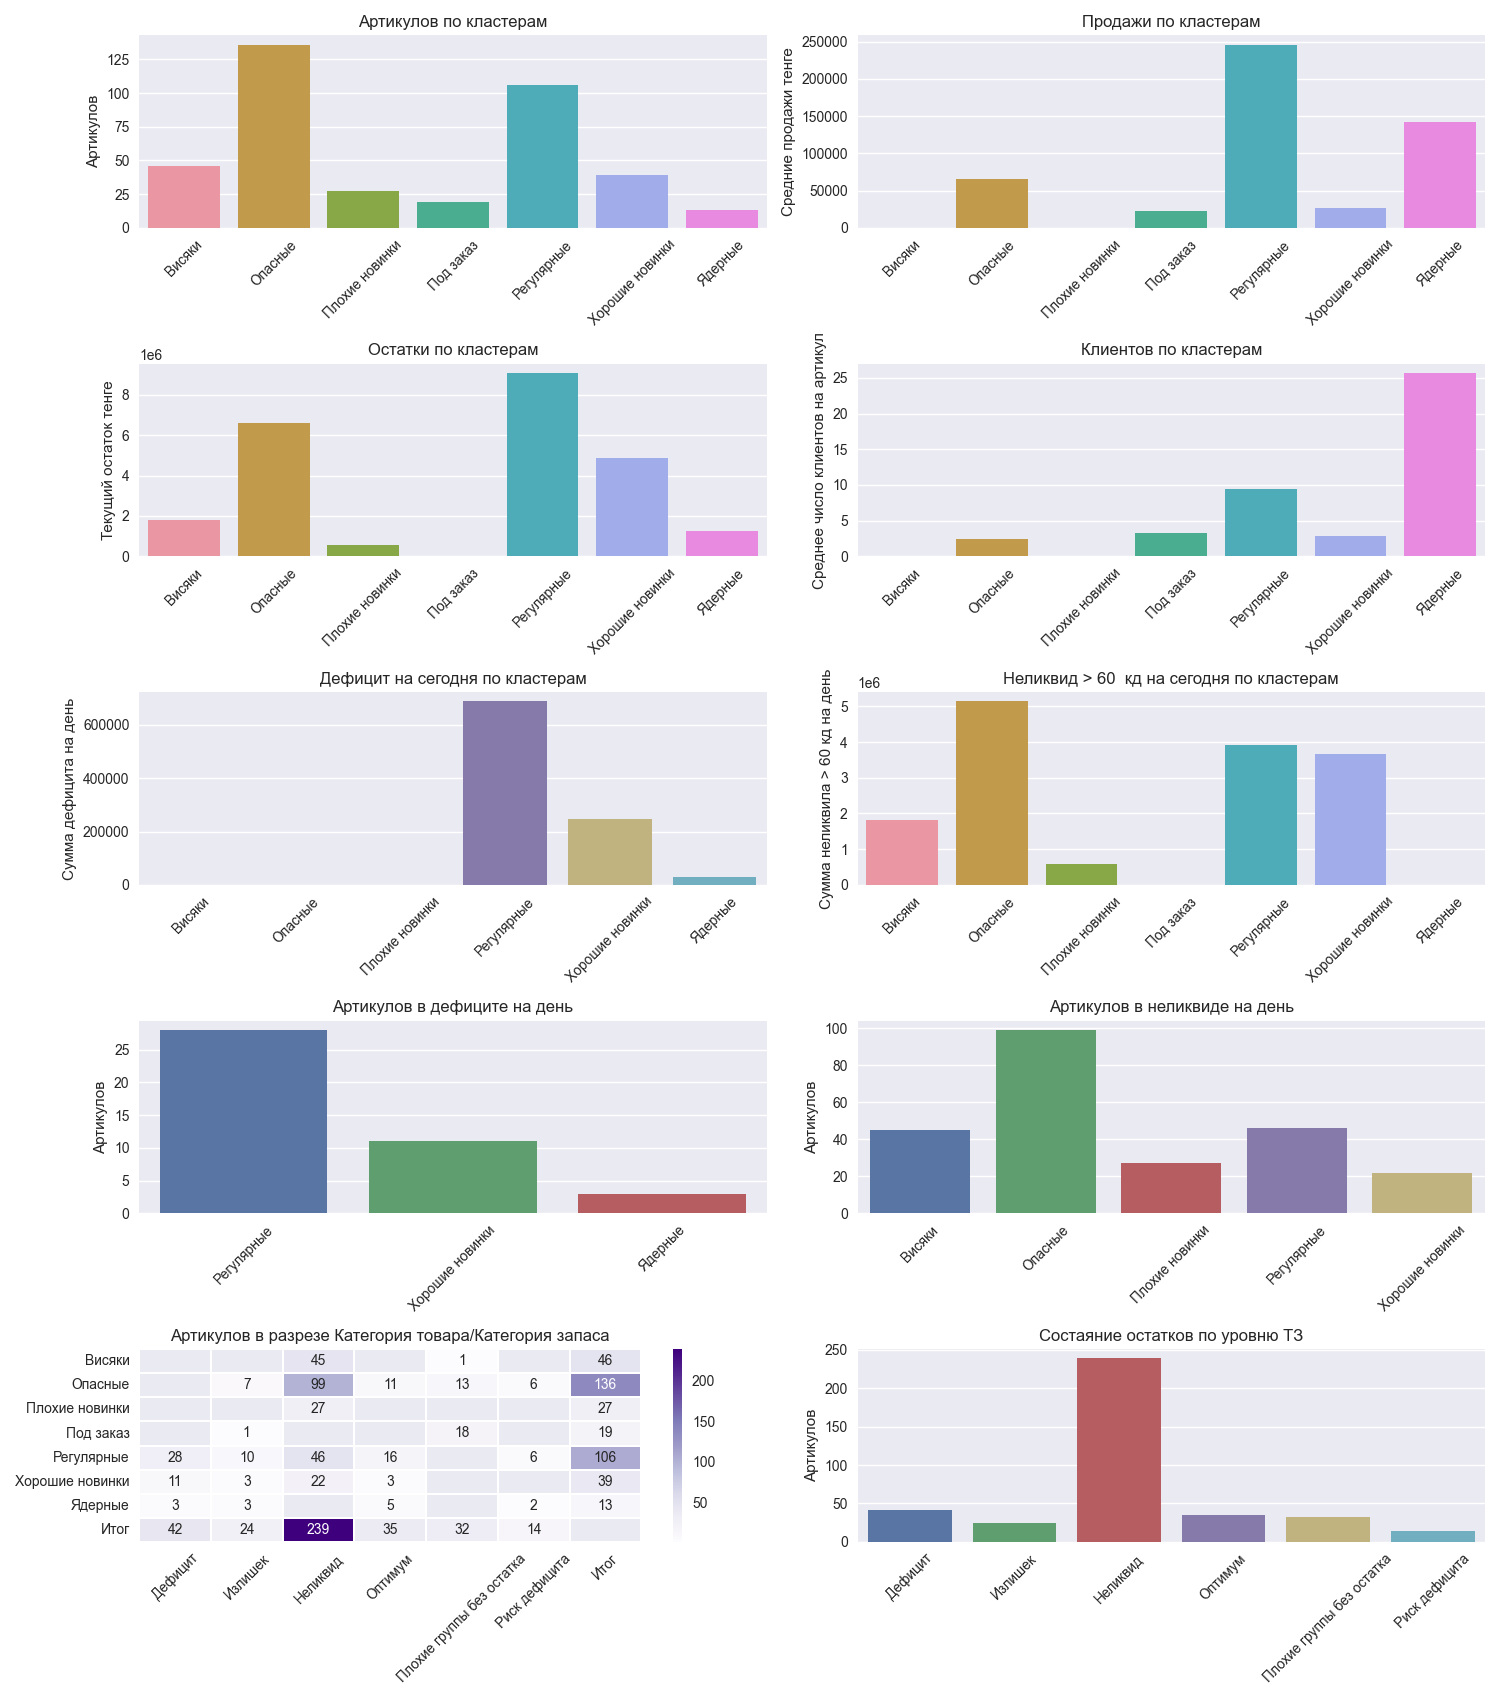 Артикулов по кластерам
Артикулов
125
100
75
50
25
0
Висяки
Опасные
Плохие новинки
Под заказ
Регулярные
Хорошие новинки
Ядерные
Продажи по кластерам
Средние продажи тенге
250000
200000
150000
100000
50000
0
Висяки
Опасные
Плохие новинки
Под заказ
Регулярные
Хорошие новинки
Ядерные
Остатки по кластерам
1e6
Текущий остаток тенге
8
6
4
2
0
Висяки
Опасные
Плохие новинки
Под заказ
Регулярные
Хорошие новинки
Ядерные
Клиентов по кластерам
Среднее число клиентов на артикул
25
20
15
10
5
0
Висяки
Опасные
Плохие новинки
Под заказ
Регулярные
Хорошие новинки
Ядерные
Дефицит на сегодня по кластерам
Сумма дефицита на день
600000
400000
200000
0
Висяки
Опасные
Плохие новинки
Регулярные
Хорошие новинки
Ядерные
Неликвид > 60 кд на сегодня по кластерам
1e6
Сумма неликвила > 60 кд на день
5
4
3
2
1
0
Висяки
Опасные
Плохие новинки
Под заказ
Регулярные
Хорошие новинки
Ядерные
Артикулов в дефиците на день
Артикулов
25
20
15
10
5
0
Регулярные
Хорошие новинки
Ядерные
Артикулов в неликвиде на день
Артикулов
100
80
60
40
20
0
Висяки
Опасные
Плохие новинки
Регулярные
Хорошие новинки
Артикулов в разрезе Категория товара/Категория запаса
Висяки 45 1 46
Опасные 7 99 11 13 6 136
Плохие новинки 27 27
Под заказ 1 18 19
Регулярные 28 10 46 16 6 106
Хорошие новинки 11 3 22 3 39
Ядерные 3 3 5 2 13
Итог 42 24 239 35 32 14
Дефицит
Излишек
Неликвид
Оптимум
Плохие группы без остатка
Риск дефицита
Итог
200
150
100
50
Состаяние остатков по уровню ТЗ
Артикулов
250
200
150
100
50
0
Дефицит
Излишек
Неликвид
Оптимум
Плохие группы без остатка
Риск дефицита